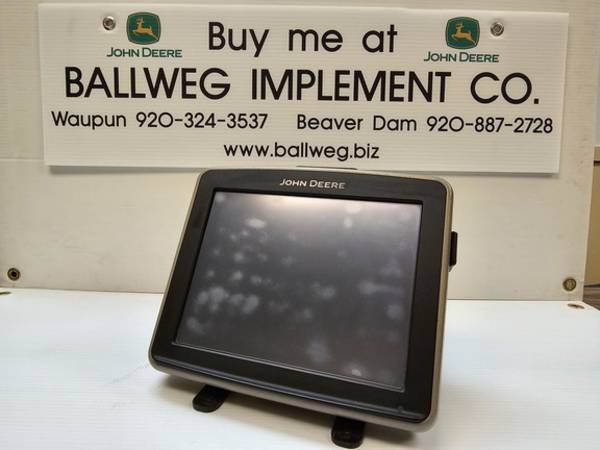 Buy me at
JOHN DEERE
JOHN DEERE
BALLWEG IMPLEMENT CO.
Waupun 920-324-3537 Beaver Dam 920-887-2728
www.ballweg.biz
JOHN DEERE